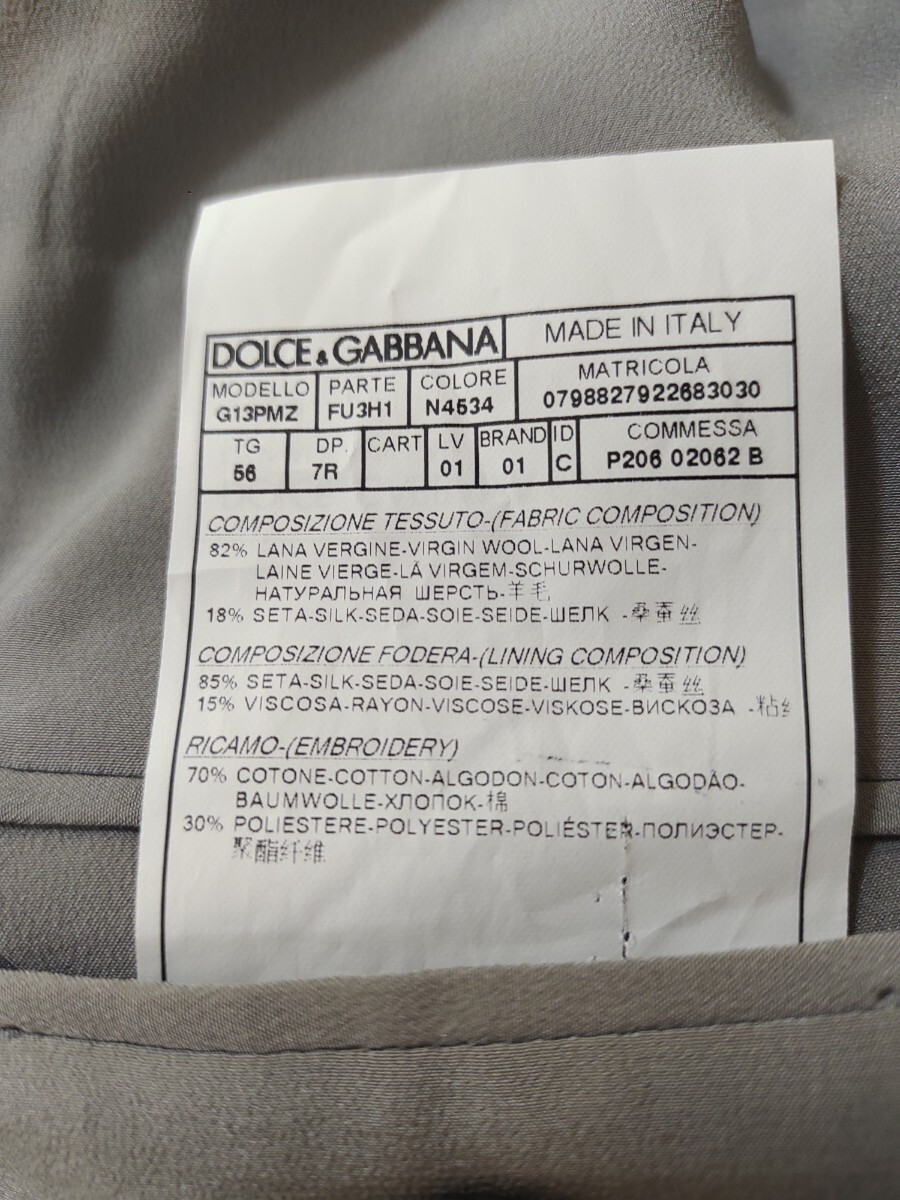 DOLCE & GABBANA MADE IN ITALY
MODELLO PARTE COLORE MATRICOLA
G13PMZ FU3H1 N4534 0798827922683030
TG DP. CART LV BRAND ID COMMESSA
56 7R 01 01 C P206 02062 B
COMPOSIZIONE TESSUTO-(FABRIC COMPOSITION)
82% LANA VERGINE-VIRGIN WOOL-LANA VIRGEN-
LAINE VIERGE-LÃ VIRGEM-SCHURWOLLE-
НАТУРАЛЬНАЯ ШЕРСТЬ-羊毛
18% SETA-SILK-SEDA-SOIE-SEIDE-ШЕЛК -桑蚕丝
COMPOSIZIONE FODERA-(LINING COMPOSITION)
85% SETA-SILK-SEDA-SOIE-SEIDE-ШЕЛК -桑蚕丝
15% VISCOSA-RAYON-VISCOSE-VISKOSE-ВИСКОЗА -粘
RICAMO-(EMBROIDERY)
70% COTONE-COTTON-ALGODON-COTON-ALGODÃO-
BAUMWOLLE-ХЛОПОК-棉
30% POLIESTERE-POLYESTER-POLIÉSTER-ПОЛИЭСТЕР-
聚酯纤维